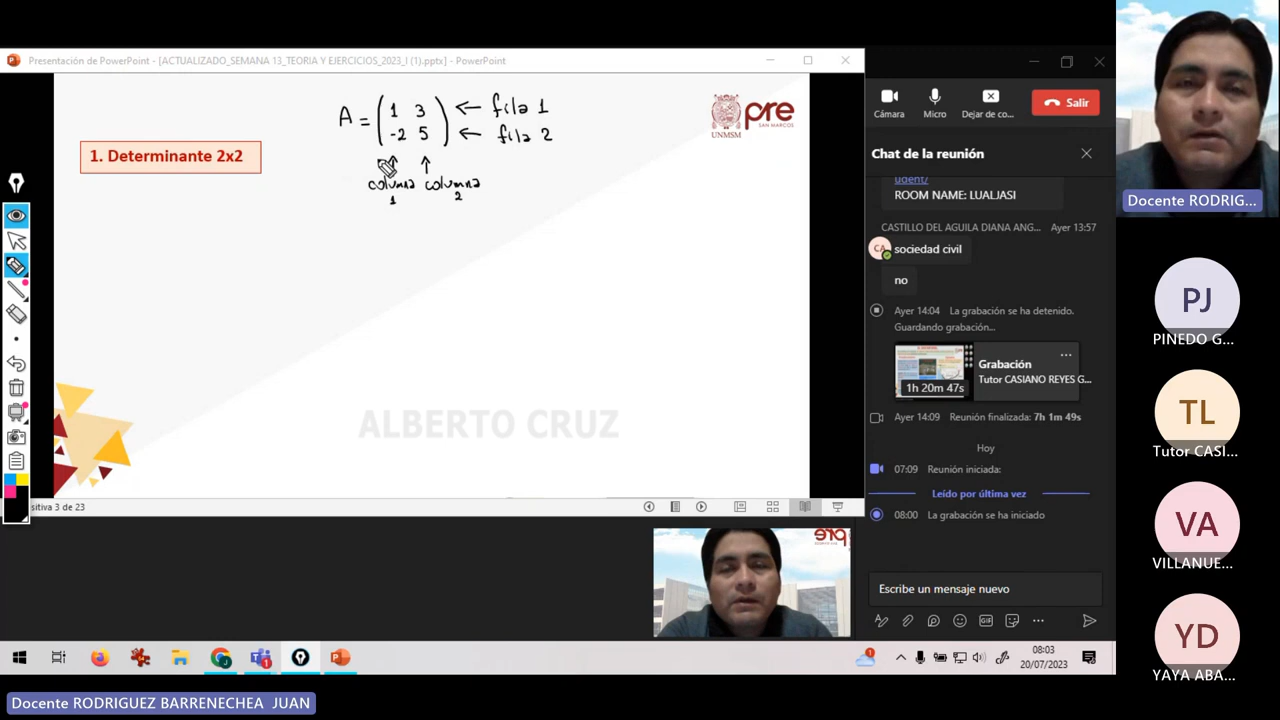 Presentación de PowerPoint - [ACTUALIZADO_SEMANA 13_TEORIA Y EJERCICIOS_2023_I (1).pptx] - PowerPoint
A = ( 1 3 ) ← fila 1
( -2 5 ) ← fila 2
columna columna
1 2
1. Determinante 2x2
UNMSM
pre
SAN MARCOS
ALBERTO CRUZ
sitiva 3 de 23
Cámara
Micro
Dejar de co...
Salir
Chat de la reunión
udent/
ROOM NAME: LUALJASI
CASTILLO DEL AGUILA DIANA ANG... Ayer 13:57
CA
sociedad civil
no
Ayer 14:04 La grabación se ha detenido.
Guardando grabación...
Grabación
1h 20m 47s
Tutor CASIANO REYES G...
Ayer 14:09 Reunión finalizada: 7h 1m 49s
Hoy
07:09 Reunión iniciada:
Leído por última vez
08:00 La grabación se ha iniciado
Escribe un mensaje nuevo
GIF
1
08:03
20/07/2023
Docente RODRIG...
PJ
PINEDO G...
TL
Tutor CASI...
VA
VILLANUE...
YD
YAYA ABA...
pre
Docente RODRIGUEZ BARRENECHEA JUAN